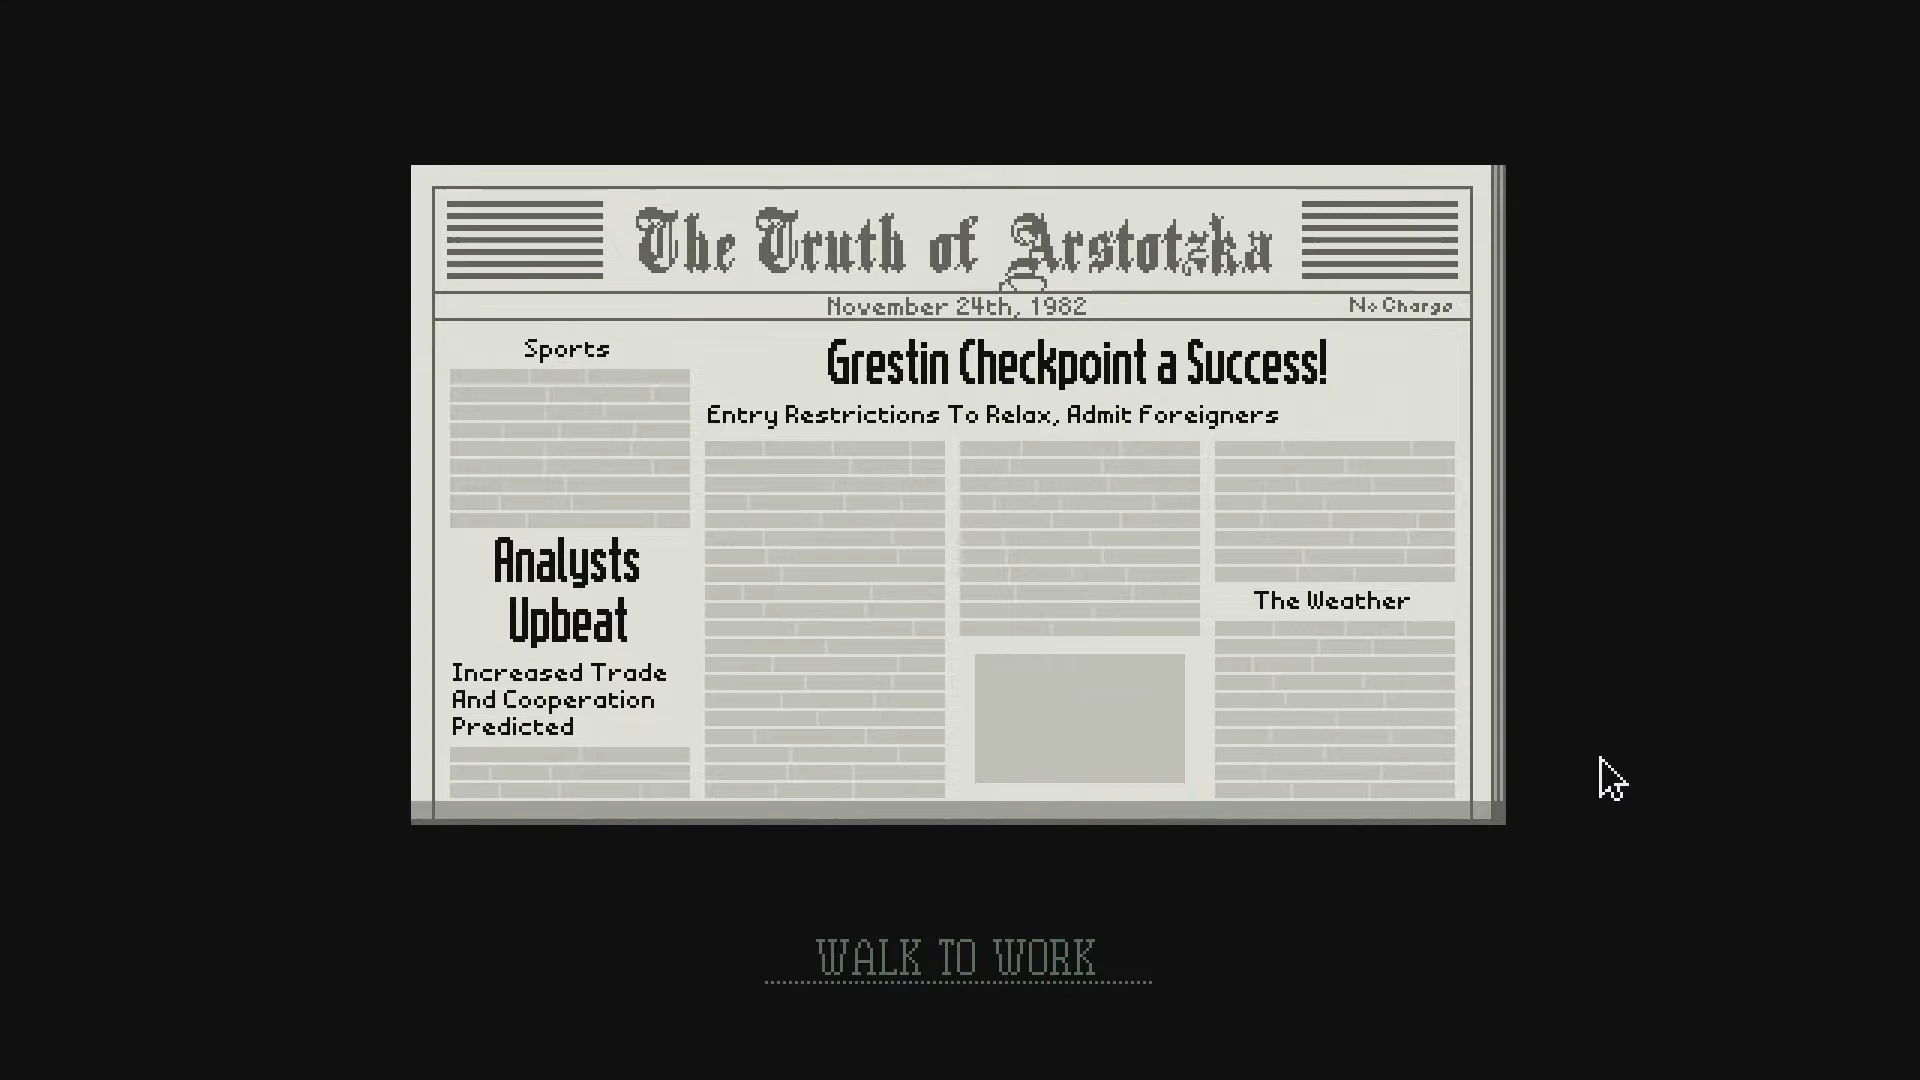 The Truth of Arstotzka
November 24th, 1982
No Charge
Sports
Analysts
Upbeat
Increased Trade
And Cooperation
Predicted
Grestin Checkpoint a Success!
Entry Restrictions To Relax, Admit Foreigners
The Weather
WALK TO WORK